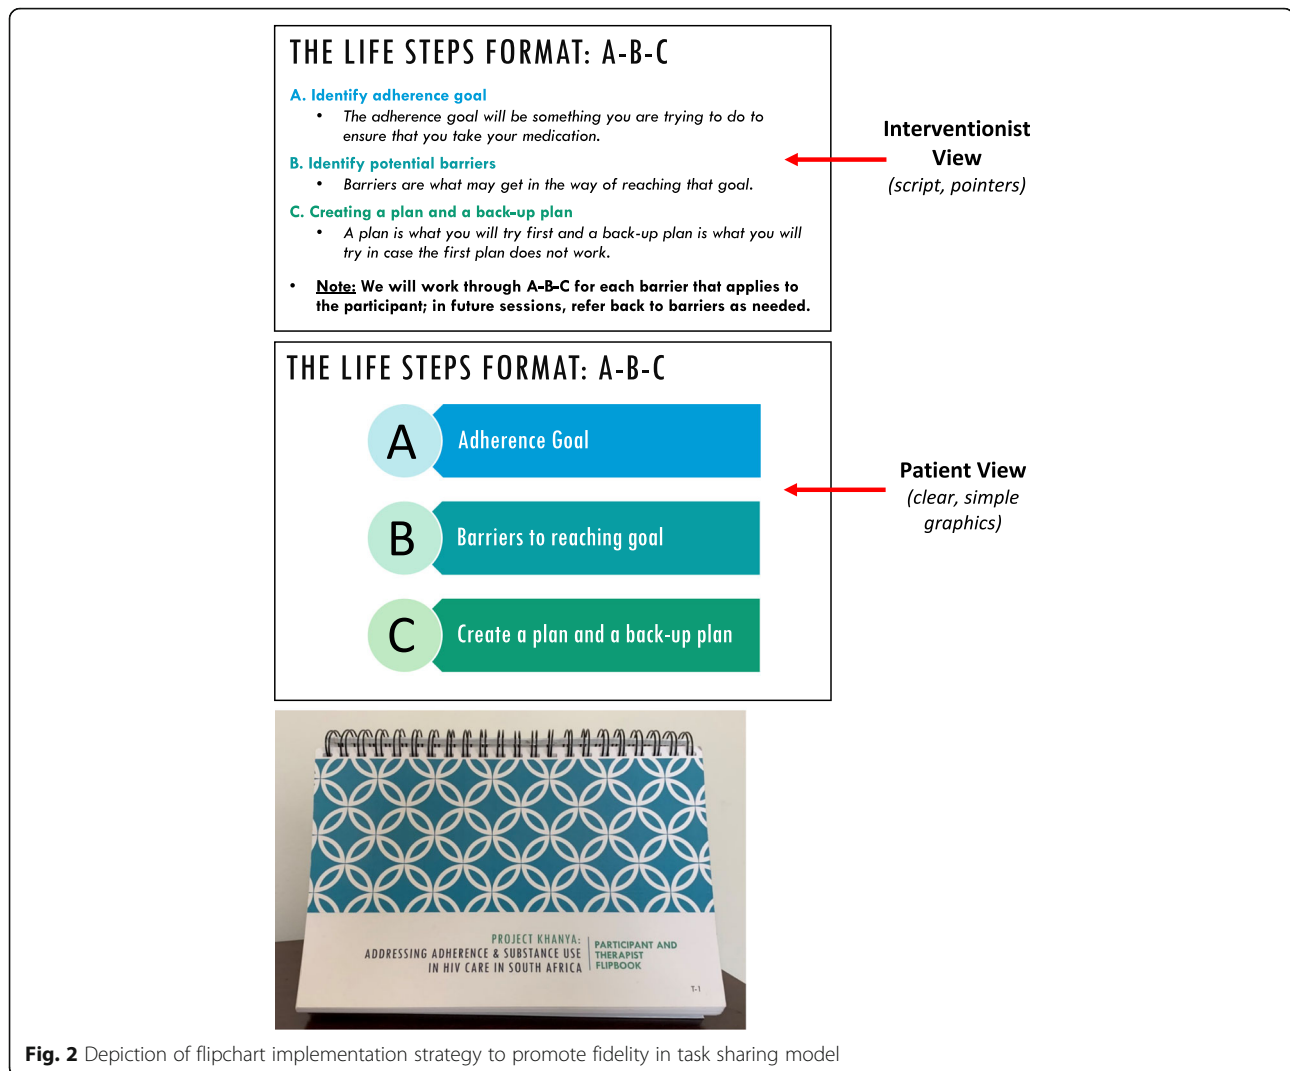 THE LIFE STEPS FORMAT: A-B-C
A. Identify adherence goal
• The adherence goal will be something you are trying to do to
ensure that you take your medication.
B. Identify potential barriers
• Barriers are what may get in the way of reaching that goal.
C. Creating a plan and a back-up plan
• A plan is what you will try first and a back-up plan is what you will
try in case the first plan does not work.
• Note: We will work through A-B-C for each barrier that applies to
the participant; in future sessions, refer back to barriers as needed.
Interventionist
View
(script, pointers)
THE LIFE STEPS FORMAT: A-B-C
A Adherence Goal
B Barriers to reaching goal
C Create a plan and a back-up plan
Patient View
(clear, simple
graphics)
PROJECT KHANYA:
ADDRESSING ADHERENCE & SUBSTANCE USE
IN HIV CARE IN SOUTH AFRICA
PARTICIPANT AND
THERAPIST
FLIPBOOK
T-1
Fig. 2 Depiction of flipchart implementation strategy to promote fidelity in task sharing model